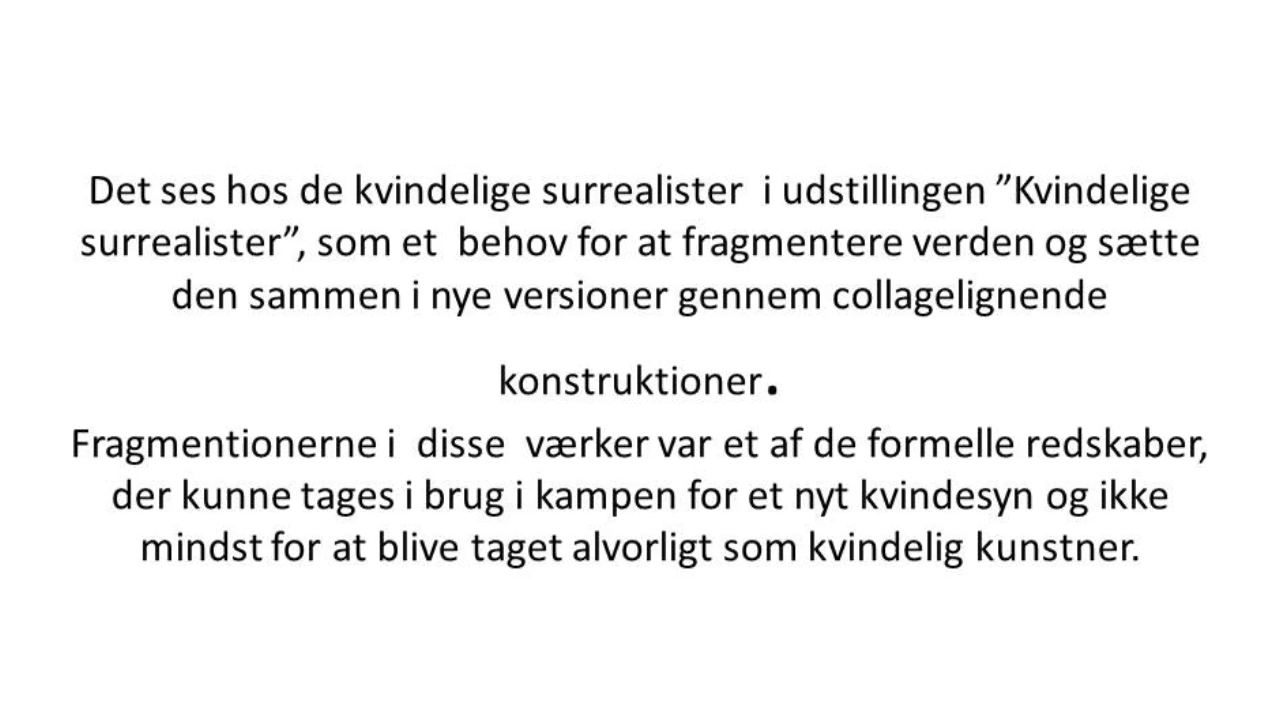 Det ses hos de kvindelige surrealister  i udstillingen ”Kvindelige
surrealister”, som et  behov for at fragmentere verden og sætte
den sammen i nye versioner gennem collagelignende
konstruktioner.
Fragmentionerne i  disse  værker var et af de formelle redskaber,
der kunne tages i brug i kampen for et nyt kvindesyn og ikke
mindst for at blive taget alvorligt som kvindelig kunstner.